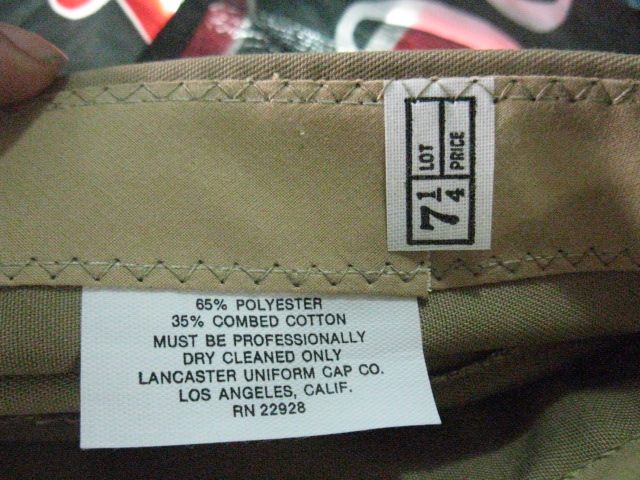 7 1/4
LOT
PRICE
65% POLYESTER
35% COMBED COTTON
MUST BE PROFESSIONALLY
DRY CLEANED ONLY
LANCASTER UNIFORM CAP CO.
LOS ANGELES, CALIF.
RN 22928